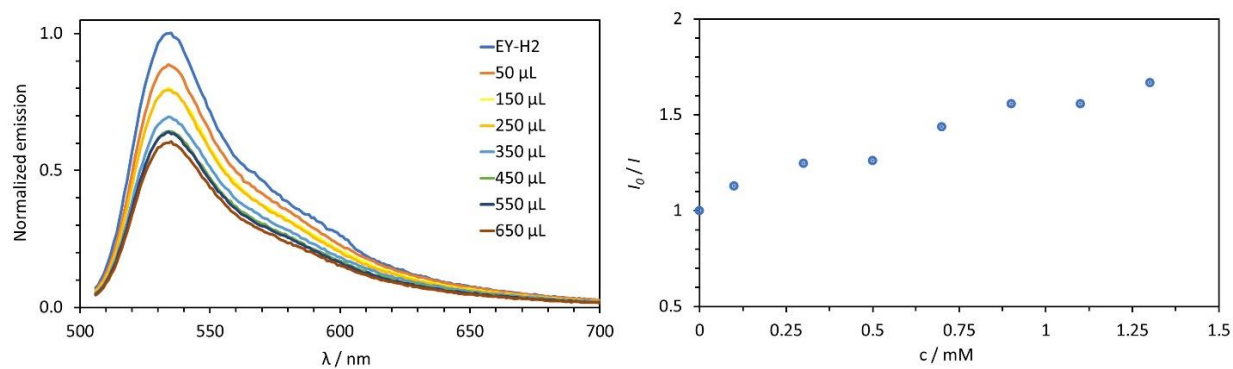 Normalized emission
1.0
0.5
0.0
500
550
600
650
700
λ / nm
EY-H2
50 μL
150 μL
250 μL
350 μL
450 μL
550 μL
650 μL
I0 / I
2
1.5
1
0.5
0
0.25
0.5
0.75
1
1.25
1.5
c / mM